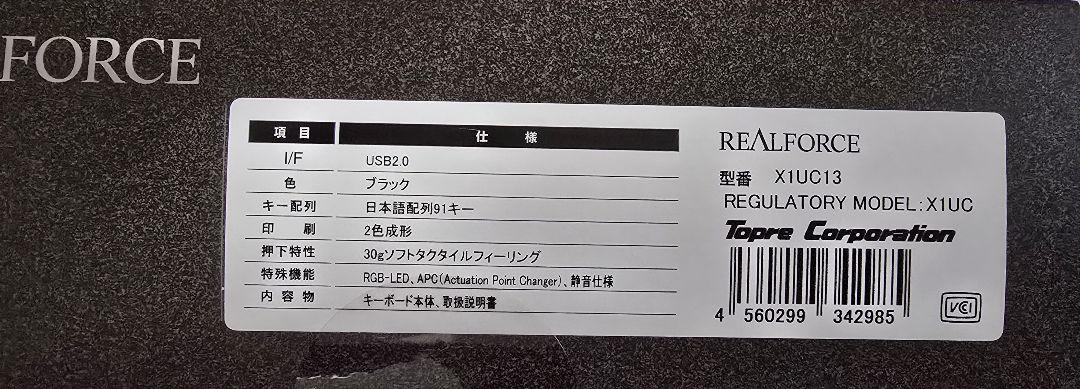 FORCE
項目 仕様
I/F USB2.0
色 ブラック
キー配列 日本語配列91キー
印刷 2色成形
押下特性 30gソフトタクタイルフィーリング
特殊機能 RGB-LED、APC(Actuation Point Changer)、静音仕様
内容物 キーボード本体、取扱説明書
REALFORCE
型番 X1UC13
REGULATORY MODEL:X1UC
Topre Corporation
4 560299 342985
VCCI